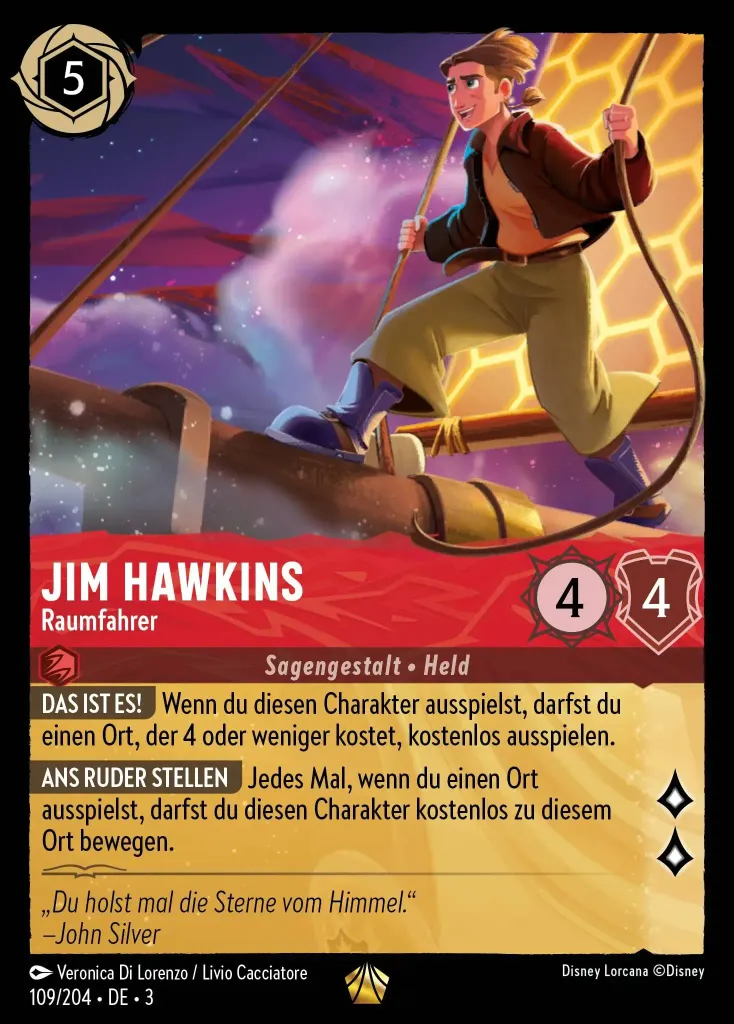 5
JIM HAWKINS
Raumfahrer
4
4
Sagengestalt • Held
DAS IST ES! Wenn du diesen Charakter ausspielst, darfst du
einen Ort, der 4 oder weniger kostet, kostenlos ausspielen.
ANS RUDER STELLEN Jedes Mal, wenn du einen Ort
ausspielst, darfst du diesen Charakter kostenlos zu diesem
Ort bewegen.
„Du holst mal die Sterne vom Himmel.“
–John Silver
Veronica Di Lorenzo / Livio Cacciatore
Disney Lorcana ©Disney
109/204 • DE • 3